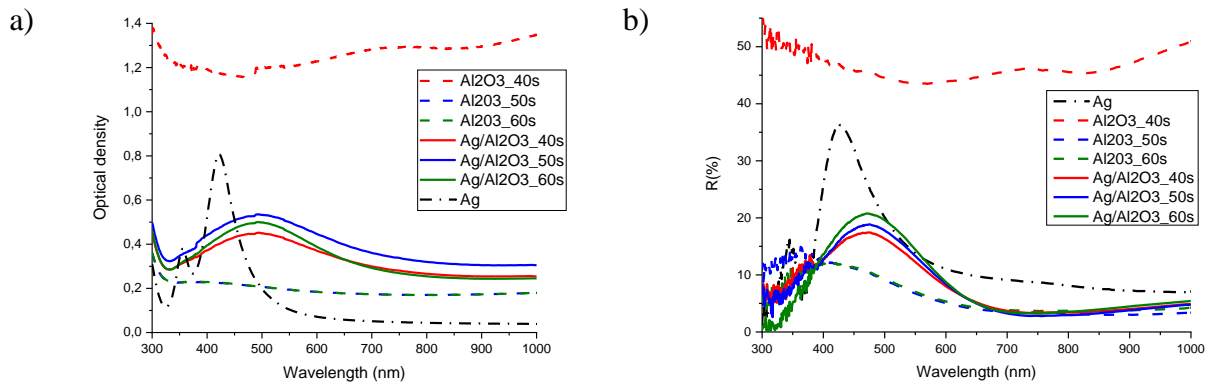 a)
1,4
1,2
1,0
0,8
0,6
0,4
0,2
0,0
Optical density
300 400 500 600 700 800 900 1000
Wavelength (nm)
Al2O3_40s
Al203_50s
Al203_60s
Ag/Al2O3_40s
Ag/Al2O3_50s
Ag/Al2O3_60s
Ag
b)
50
40
30
20
10
0
R(%)
300 400 500 600 700 800 900 1000
Wavelength (nm)
Ag
Al2O3_40s
Al203_50s
Al203_60s
Ag/Al2O3_40s
Ag/Al2O3_50s
Ag/Al2O3_60s